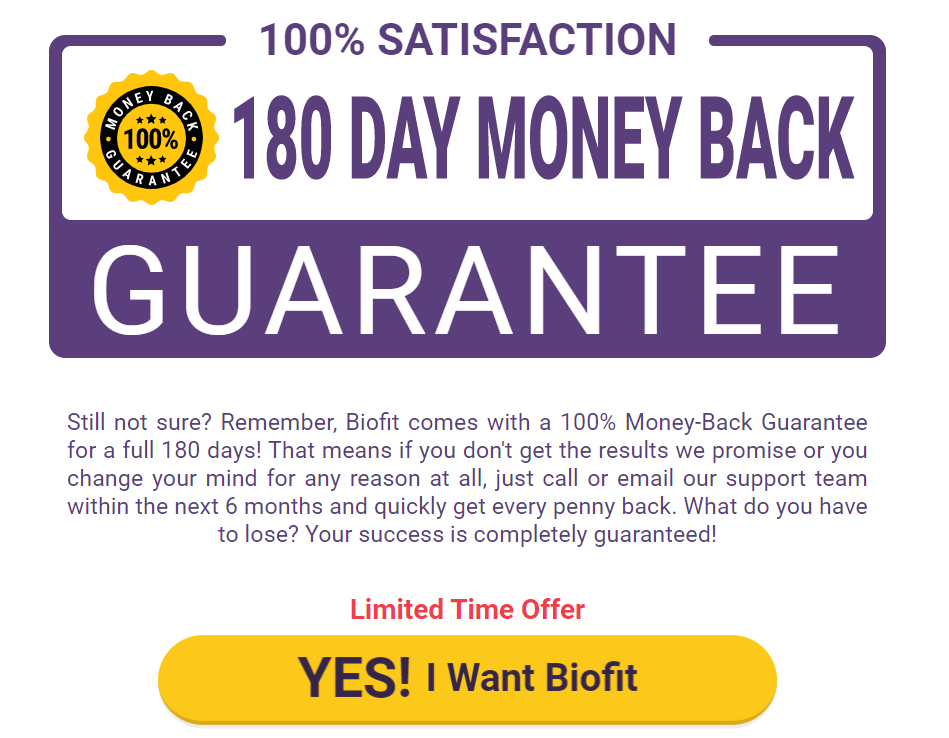 100% SATISFACTION
MONEY BACK
100%
GUARANTEE
180 DAY MONEY BACK
GUARANTEE
Still not sure? Remember, Biofit comes with a 100% Money-Back Guarantee
for a full 180 days! That means if you don't get the results we promise or you
change your mind for any reason at all, just call or email our support team
within the next 6 months and quickly get every penny back. What do you have
to lose? Your success is completely guaranteed!
Limited Time Offer
YES! I Want Biofit